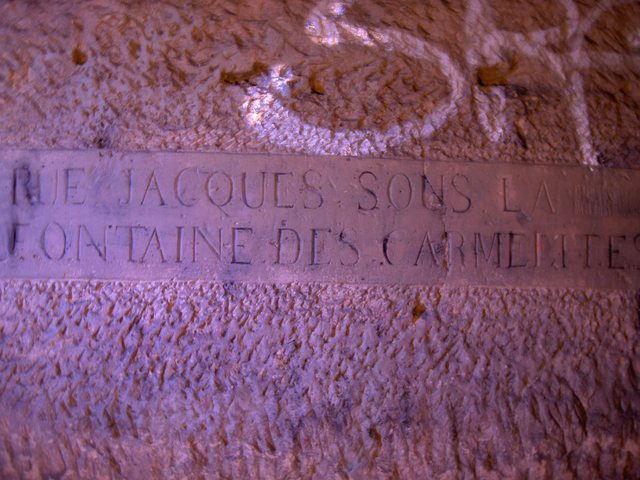 RUE JACQUES SOUS LA
FONTAINE DES CARMELITES